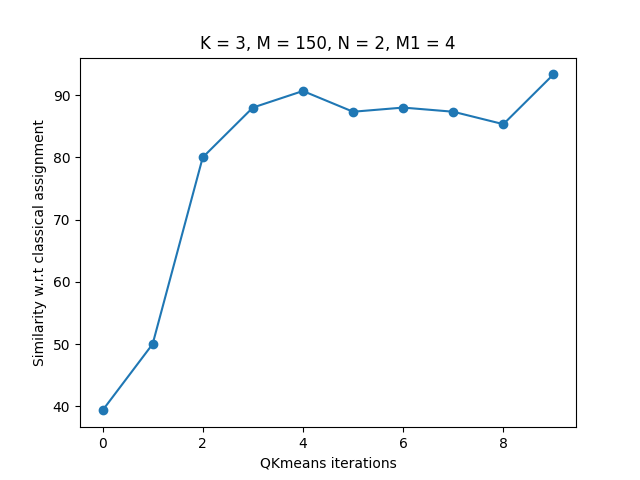 K = 3, M = 150, N = 2, M1 = 4
90
80
70
60
50
40
Similarity w.r.t classical assignment
0 2 4 6 8
QKmeans iterations